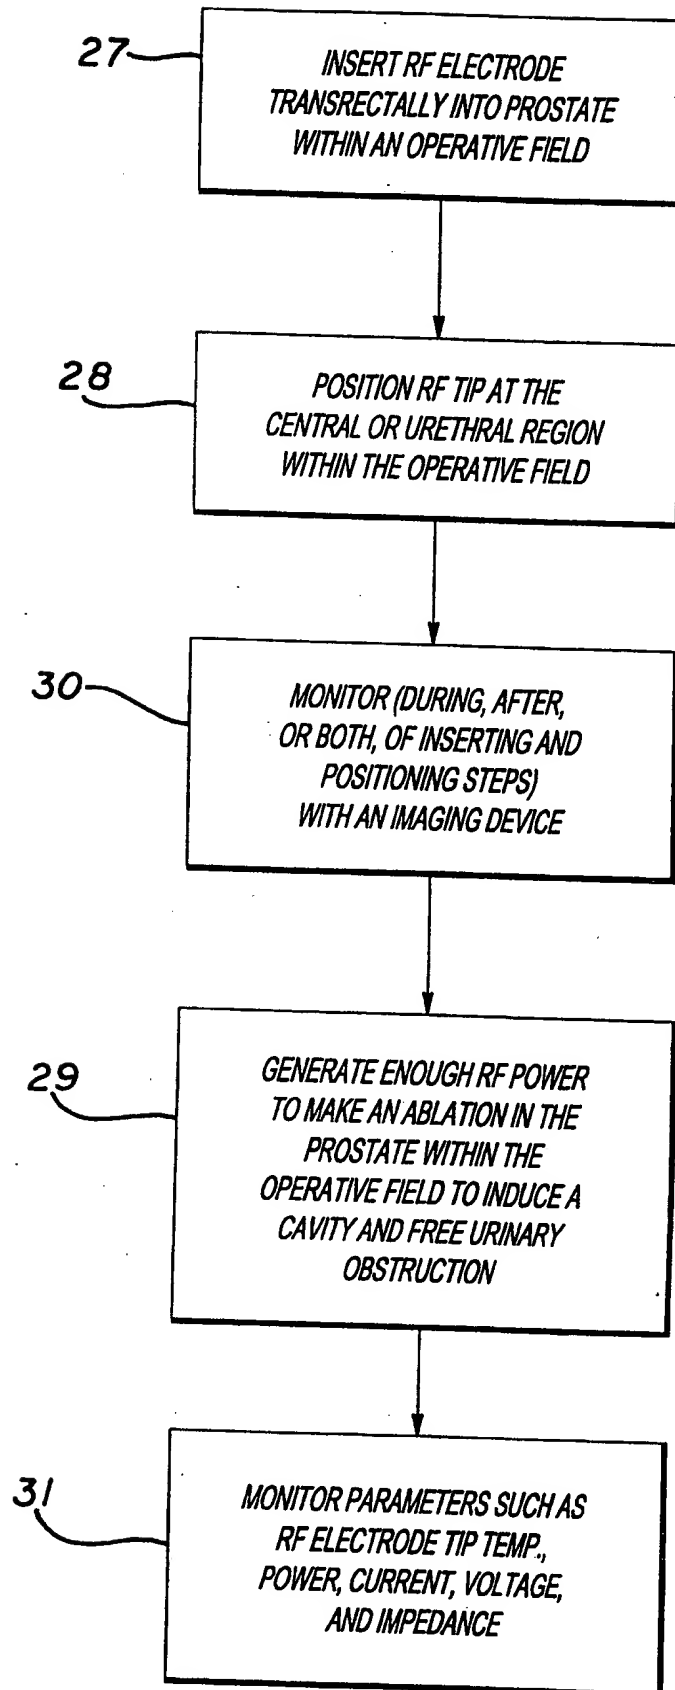 27
INSERT RF ELECTRODE
TRANSRECTALLY INTO PROSTATE
WITHIN AN OPERATIVE FIELD
28
POSITION RF TIP AT THE
CENTRAL OR URETHRAL REGION
WITHIN THE OPERATIVE FIELD
30
MONITOR (DURING, AFTER,
OR BOTH, OF INSERTING AND
POSITIONING STEPS)
WITH AN IMAGING DEVICE
29
GENERATE ENOUGH RF POWER
TO MAKE AN ABLATION IN THE
PROSTATE WITHIN THE
OPERATIVE FIELD TO INDUCE A
CAVITY AND FREE URINARY
OBSTRUCTION
31
MONITOR PARAMETERS SUCH AS
RF ELECTRODE TIP TEMP.,
POWER, CURRENT, VOLTAGE,
AND IMPEDANCE